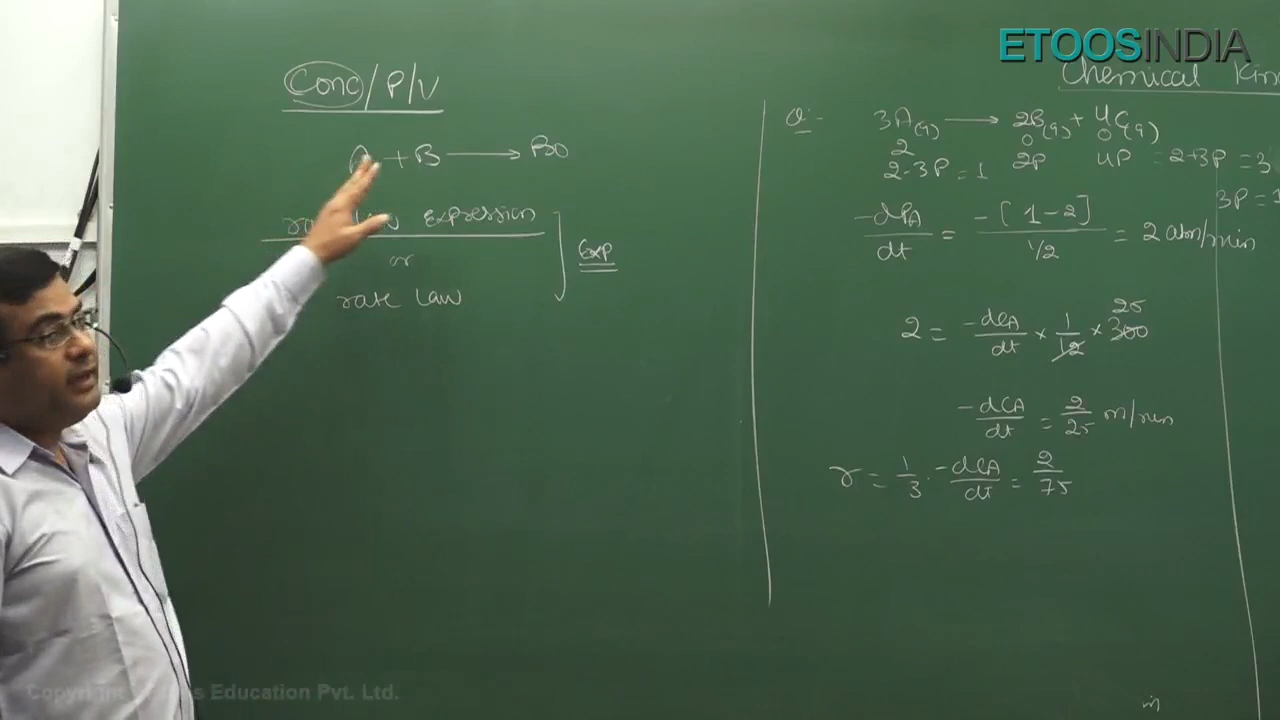 ETOOSINDIA
Chemical Kin
Conc/P/V
+ B ⟶
expression
or
rate law
Exp
Q:-
3A(g) ⟶ 2B(g) + 4C(g)
2 0 0
2-3P = 1 2P 4P = 2+3P = 3
3P = 1
-dPA/dt = -[1-2]/1/2 = 2 atm/min
2 = -dCA/dt × 1/12 × 300 25
-dCA/dt = 2/25 m/min
r = 1/3 · -dCA/dt = 2/75
Copyright Education Pvt. Ltd.